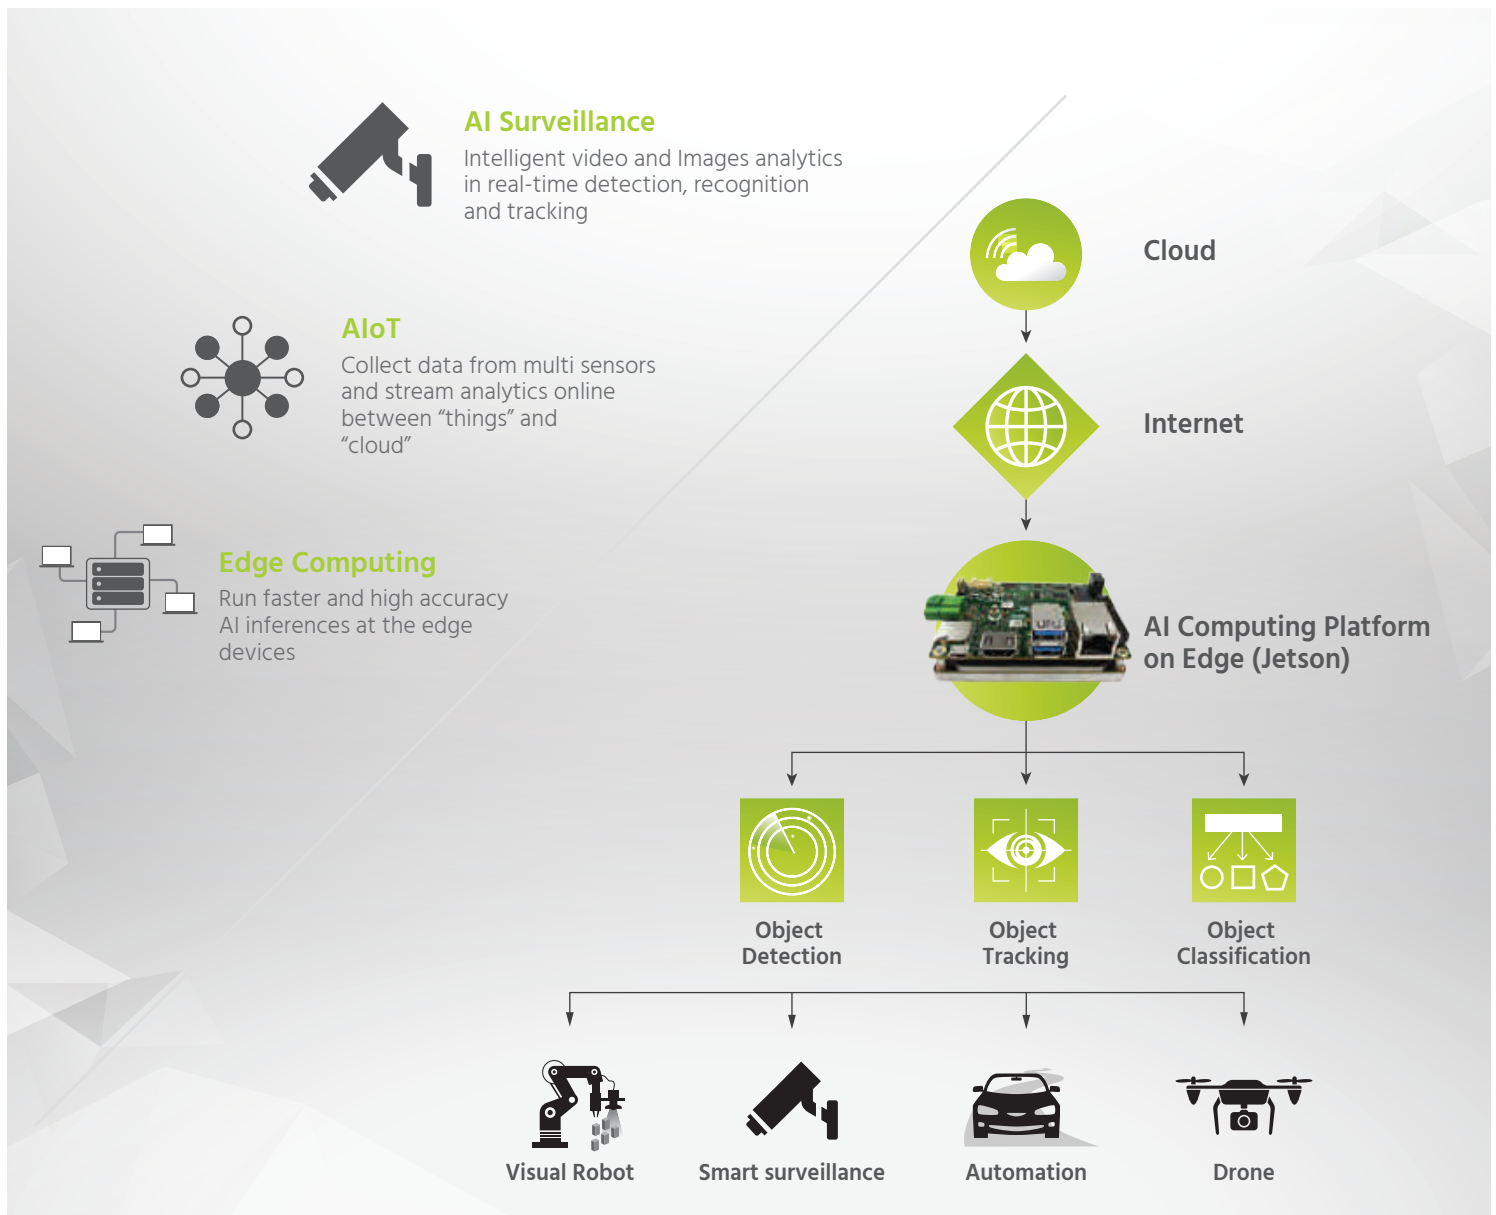 AI Surveillance
Intelligent video and Images analytics
in real-time detection, recognition
and tracking
AIoT
Collect data from multi sensors
and stream analytics online
between “things” and
“cloud”
Edge Computing
Run faster and high accuracy
AI inferences at the edge
devices
Cloud
Internet
AI Computing Platform
on Edge (Jetson)
Object
Detection
Object
Tracking
Object
Classification
Visual Robot
Smart surveillance
Automation
Drone